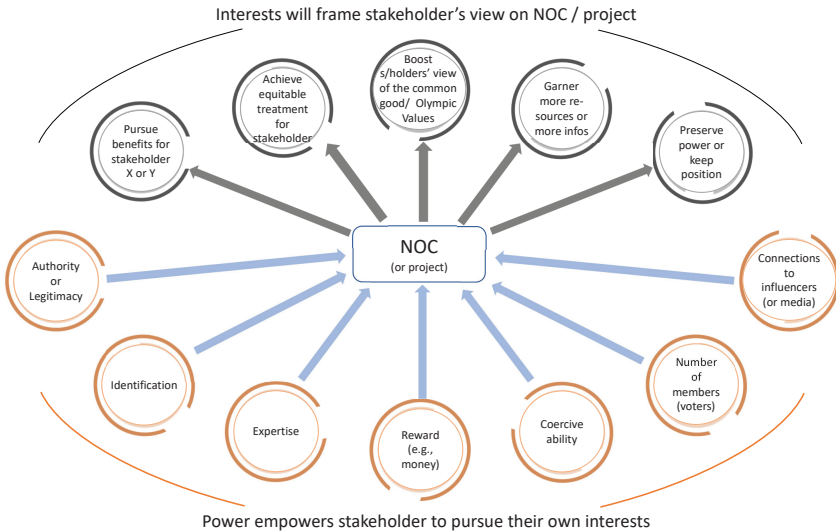 Interests will frame stakeholder's view on NOC / project
Boost
s/holders' view
of the common
good/ Olympic
Values
Achieve
equitable
treatment
for
stakeholder
Garner
more re-
sources or
more infos
Pursue
benefits for
stakeholder
X or Y
Preserve
power or
keep
position
NOC
(or project)
Authority
or
Legitimacy
Connections
to
influencers
(or media)
Identification
Number
of
members
(voters)
Expertise
Reward
(e.g.,
money)
Coercive
ability
Power empowers stakeholder to pursue their own interests